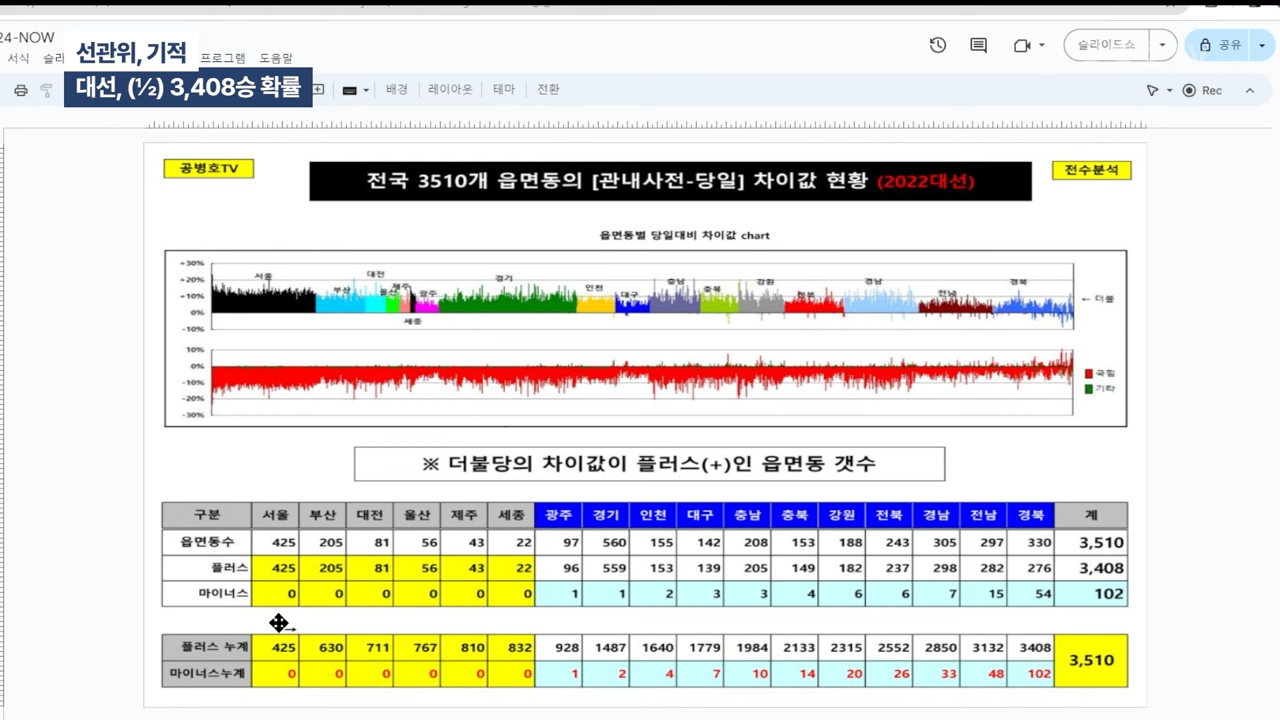 24-NOW
선관위, 기적
대선, (½) 3,408승 확률
서식 슬라 프로그램 도움말
슬라이드쇼
공유
배경 레이아웃 테마 전환
Rec
공병호TV
전국 3510개 읍면동의 [관내사전-당일] 차이값 현황 (2022대선)
전수분석
읍면동별 당일대비 차이값 chart
+30%
+20%
+10%
0%
-10%
서울 부산 대전 울산 제주 세종 광주 경기 인천 대구 충남 충북 강원 전북 경남 전남 경북
← 더불
10%
0%
-10%
-20%
-30%
국힘
기타
※ 더불당의 차이값이 플러스(+)인 읍면동 갯수
구분 서울 부산 대전 울산 제주 세종 광주 경기 인천 대구 충남 충북 강원 전북 경남 전남 경북 계
읍면동수 425 205 81 56 43 22 97 560 155 142 208 153 188 243 305 297 330 3,510
플러스 425 205 81 56 43 22 96 559 153 139 205 149 182 237 298 282 276 3,408
마이너스 0 0 0 0 0 0 1 1 2 3 3 4 6 6 7 15 54 102
플러스 누계 425 630 711 767 810 832 928 1487 1640 1779 1984 2133 2315 2552 2850 3132 3408 3,510
마이너스누계 0 0 0 0 0 0 1 2 4 7 10 14 20 26 33 48 102